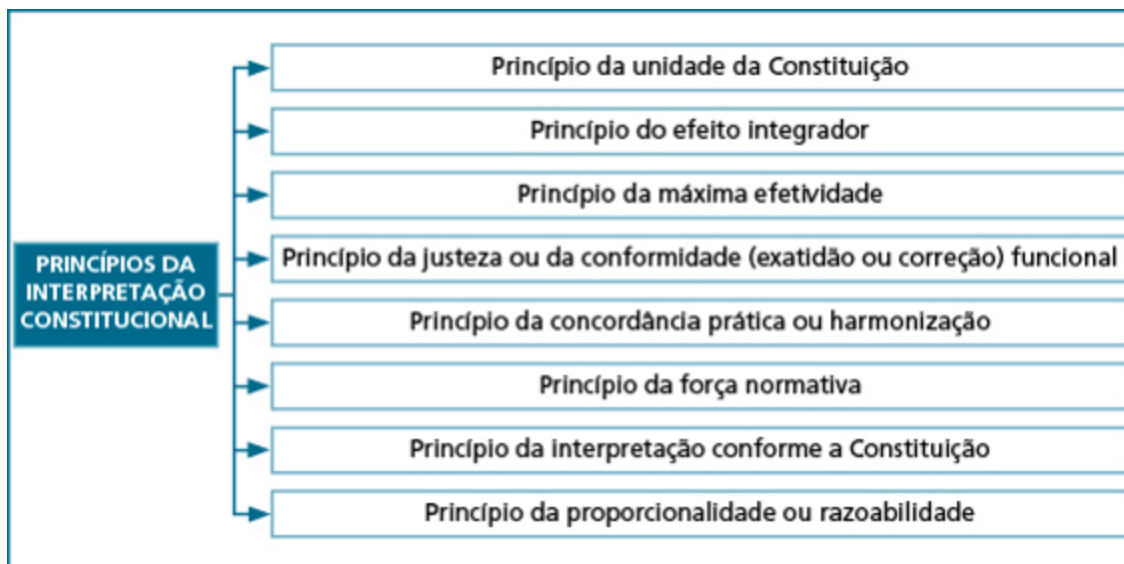 Princípio da unidade da Constituição
Princípio do efeito integrador
Princípio da máxima efetividade
PRINCÍPIOS DA
INTERPRETAÇÃO
CONSTITUCIONAL
Princípio da justeza ou da conformidade (exatidão ou correção) funcional
Princípio da concordância prática ou harmonização
Princípio da força normativa
Princípio da interpretação conforme a Constituição
Princípio da proporcionalidade ou razoabilidade